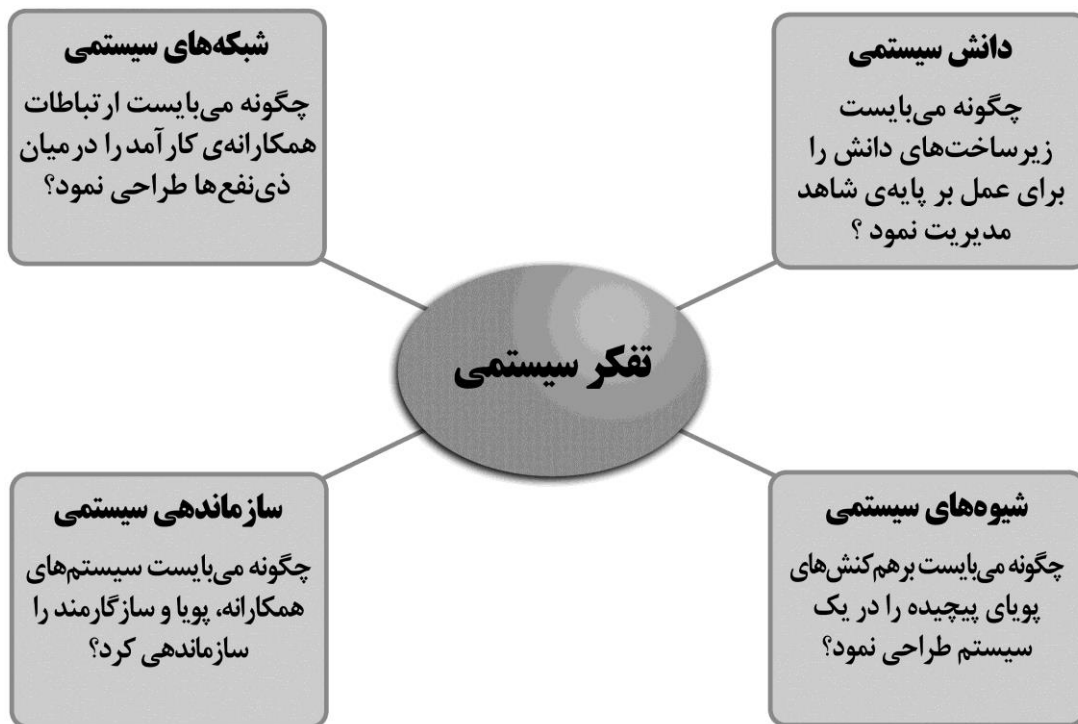 دانش سیستمی
چگونه می‌بایست
زیرساخت‌های دانش را
برای عمل بر پایه‌ی شاهد
مدیریت نمود ؟
شبکه‌های سیستمی
چگونه می‌بایست ارتباطات
همکارانه‌ی کارآمد را در میان
ذی‌نفع‌ها طراحی نمود؟
تفکر سیستمی
شیوه‌های سیستمی
چگونه می‌بایست برهم‌کنش‌های
پویای پیچیده را در یک
سیستم طراحی نمود؟
سازماندهی سیستمی
چگونه می‌بایست سیستم‌های
همکارانه، پویا و سازگارمند را
سازماندهی کرد؟